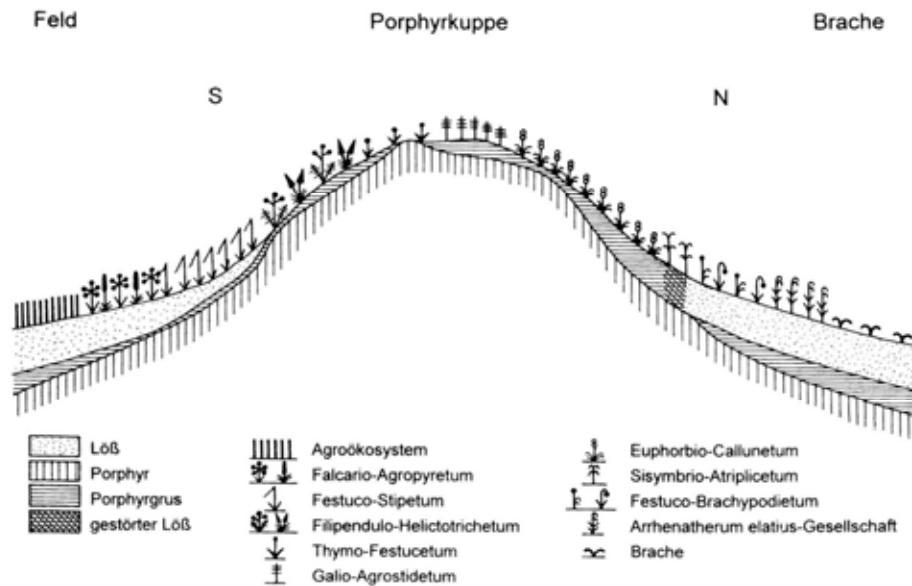 Feld Porphyrkuppe Brache
S N
Löß
Porphyr
Porphyrgrus
gestörter Löß
Agroökosystem
Falcario-Agropyretum
Festuco-Stipetum
Filipendulo-Helictotrichetum
Thymo-Festucetum
Galio-Agrostidetum
Euphorbio-Callunetum
Sisymbrio-Atriplicetum
Festuco-Brachypodietum
Arrhenatherum elatius-Gesellschaft
Brache